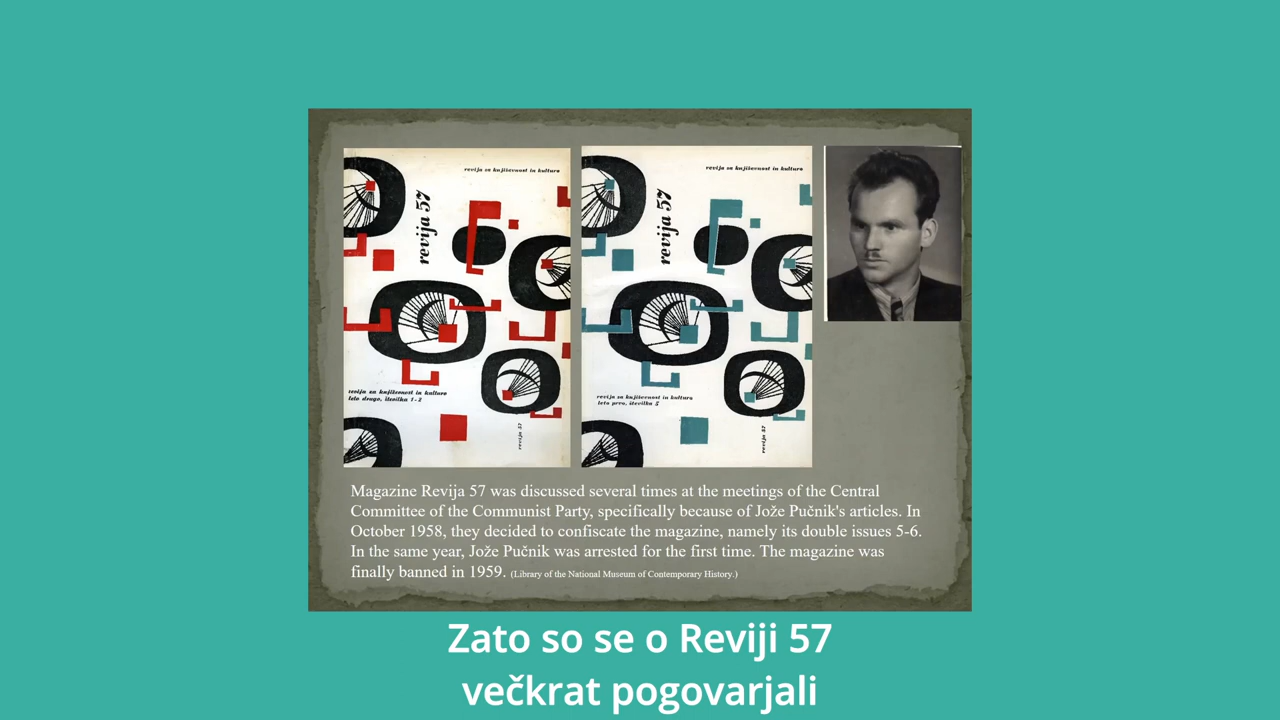 revija za književnost in kulturo
revija 57
revija za književnost in kulturo
leto drugo, številka 1-2
revija 57
revija za književnost in kulturo
revija 57
revija za književnost in kulturo
leto prvo, številka 5
revija 57
Magazine Revija 57 was discussed several times at the meetings of the Central
Committee of the Communist Party, specifically because of Jože Pučnik's articles. In
October 1958, they decided to confiscate the magazine, namely its double issues 5-6.
In the same year, Jože Pučnik was arrested for the first time. The magazine was
finally banned in 1959. (Library of the National Museum of Contemporary History.)
Zato so se o Reviji 57
večkrat pogovarjali